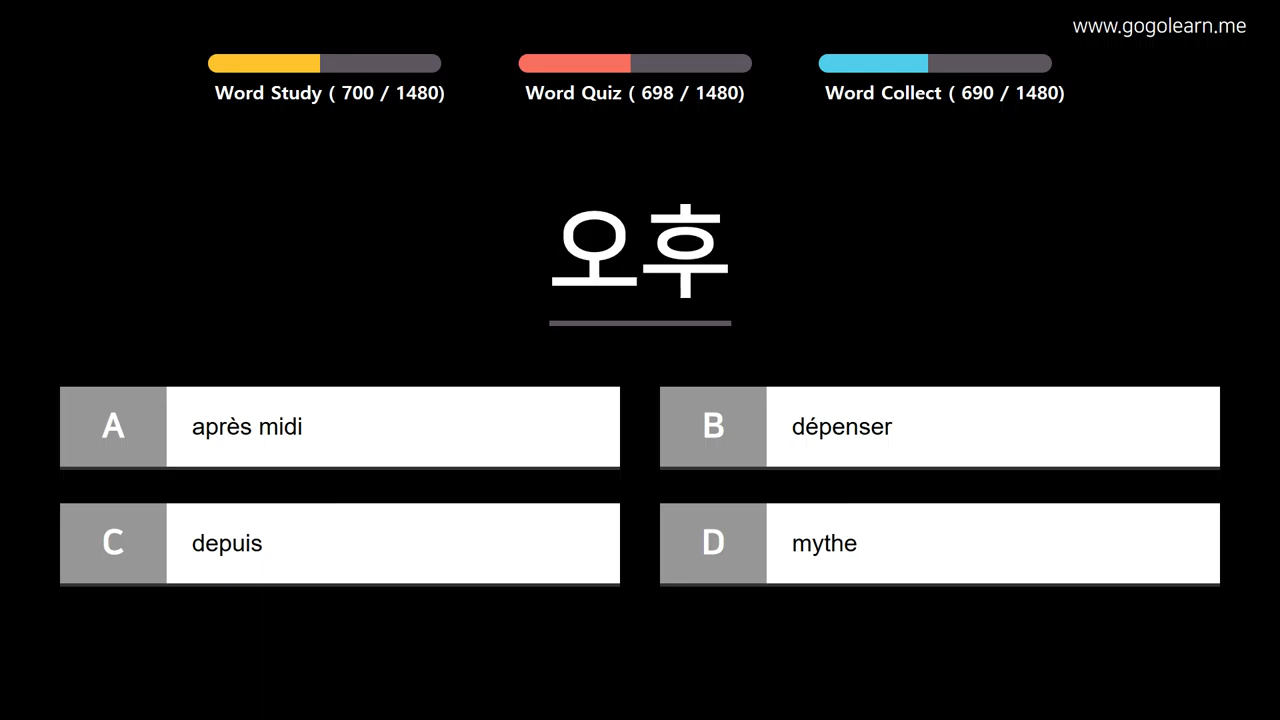 www.gogolearn.me
Word Study ( 700 / 1480)
Word Quiz ( 698 / 1480)
Word Collect ( 690 / 1480)
오후
A
après midi
B
dépenser
C
depuis
D
mythe